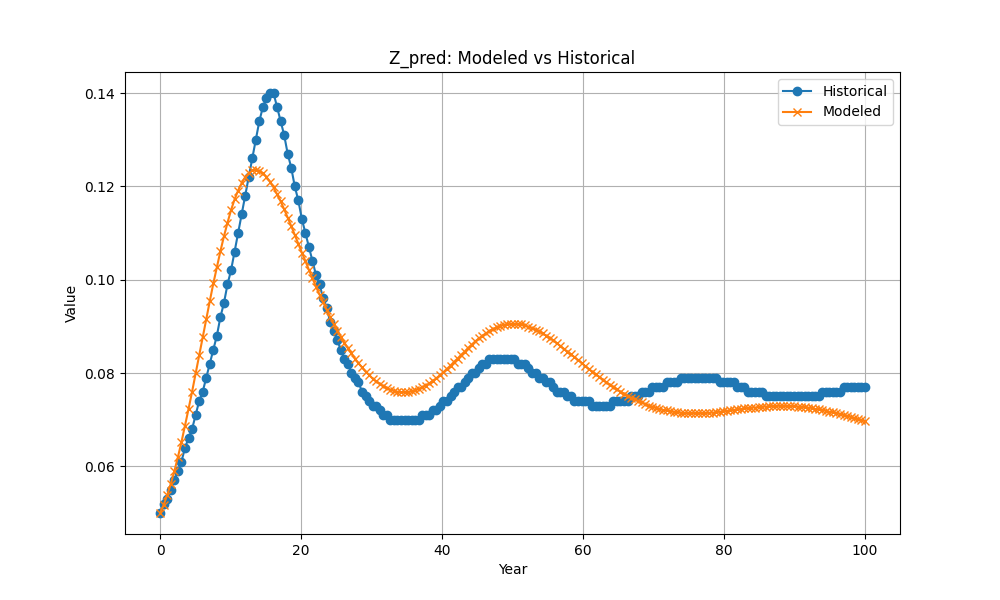 Z_pred: Modeled vs Historical
Historical
Modeled
Value
0.14
0.12
0.10
0.08
0.06
0 20 40 60 80 100
Year